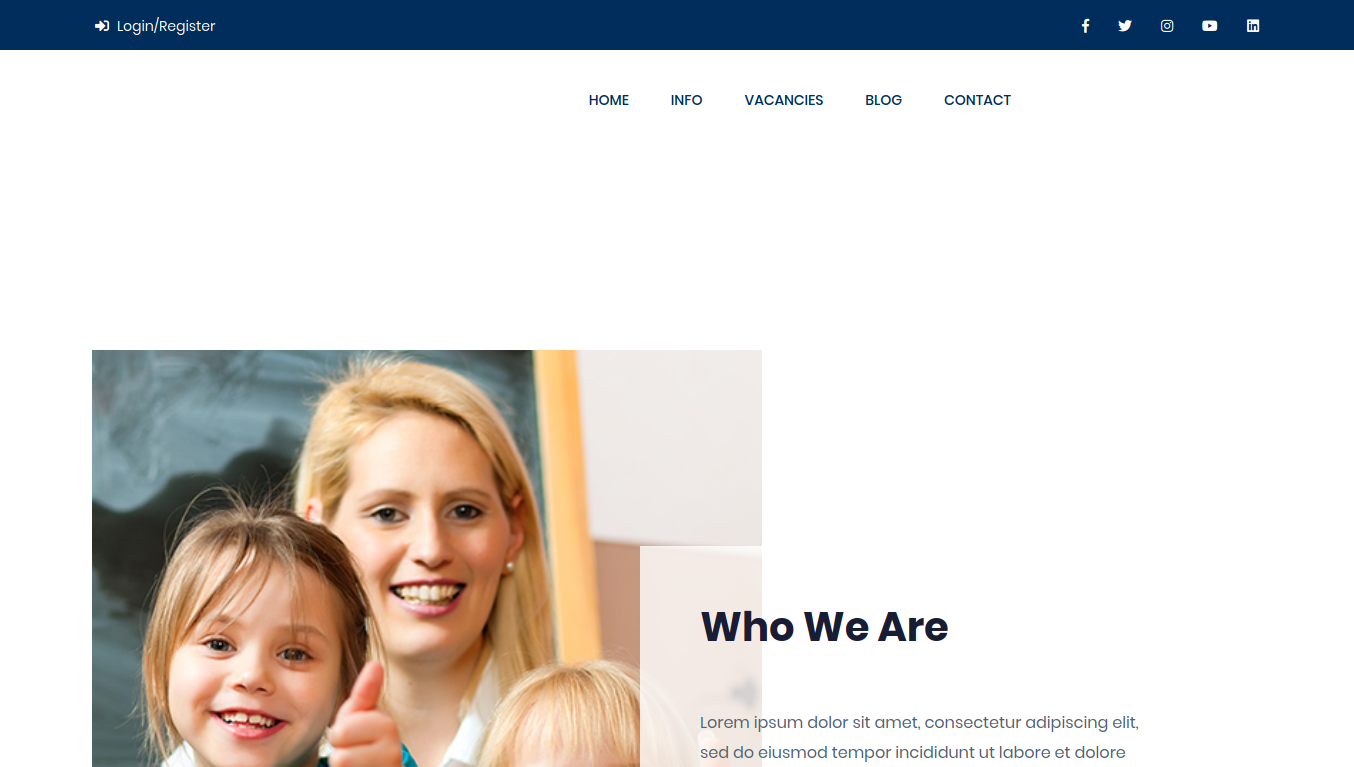 Login/Register
HOME INFO VACANCIES BLOG CONTACT
Who We Are
Lorem ipsum dolor sit amet, consectetur adipiscing elit,
sed do eiusmod tempor incididunt ut labore et dolore